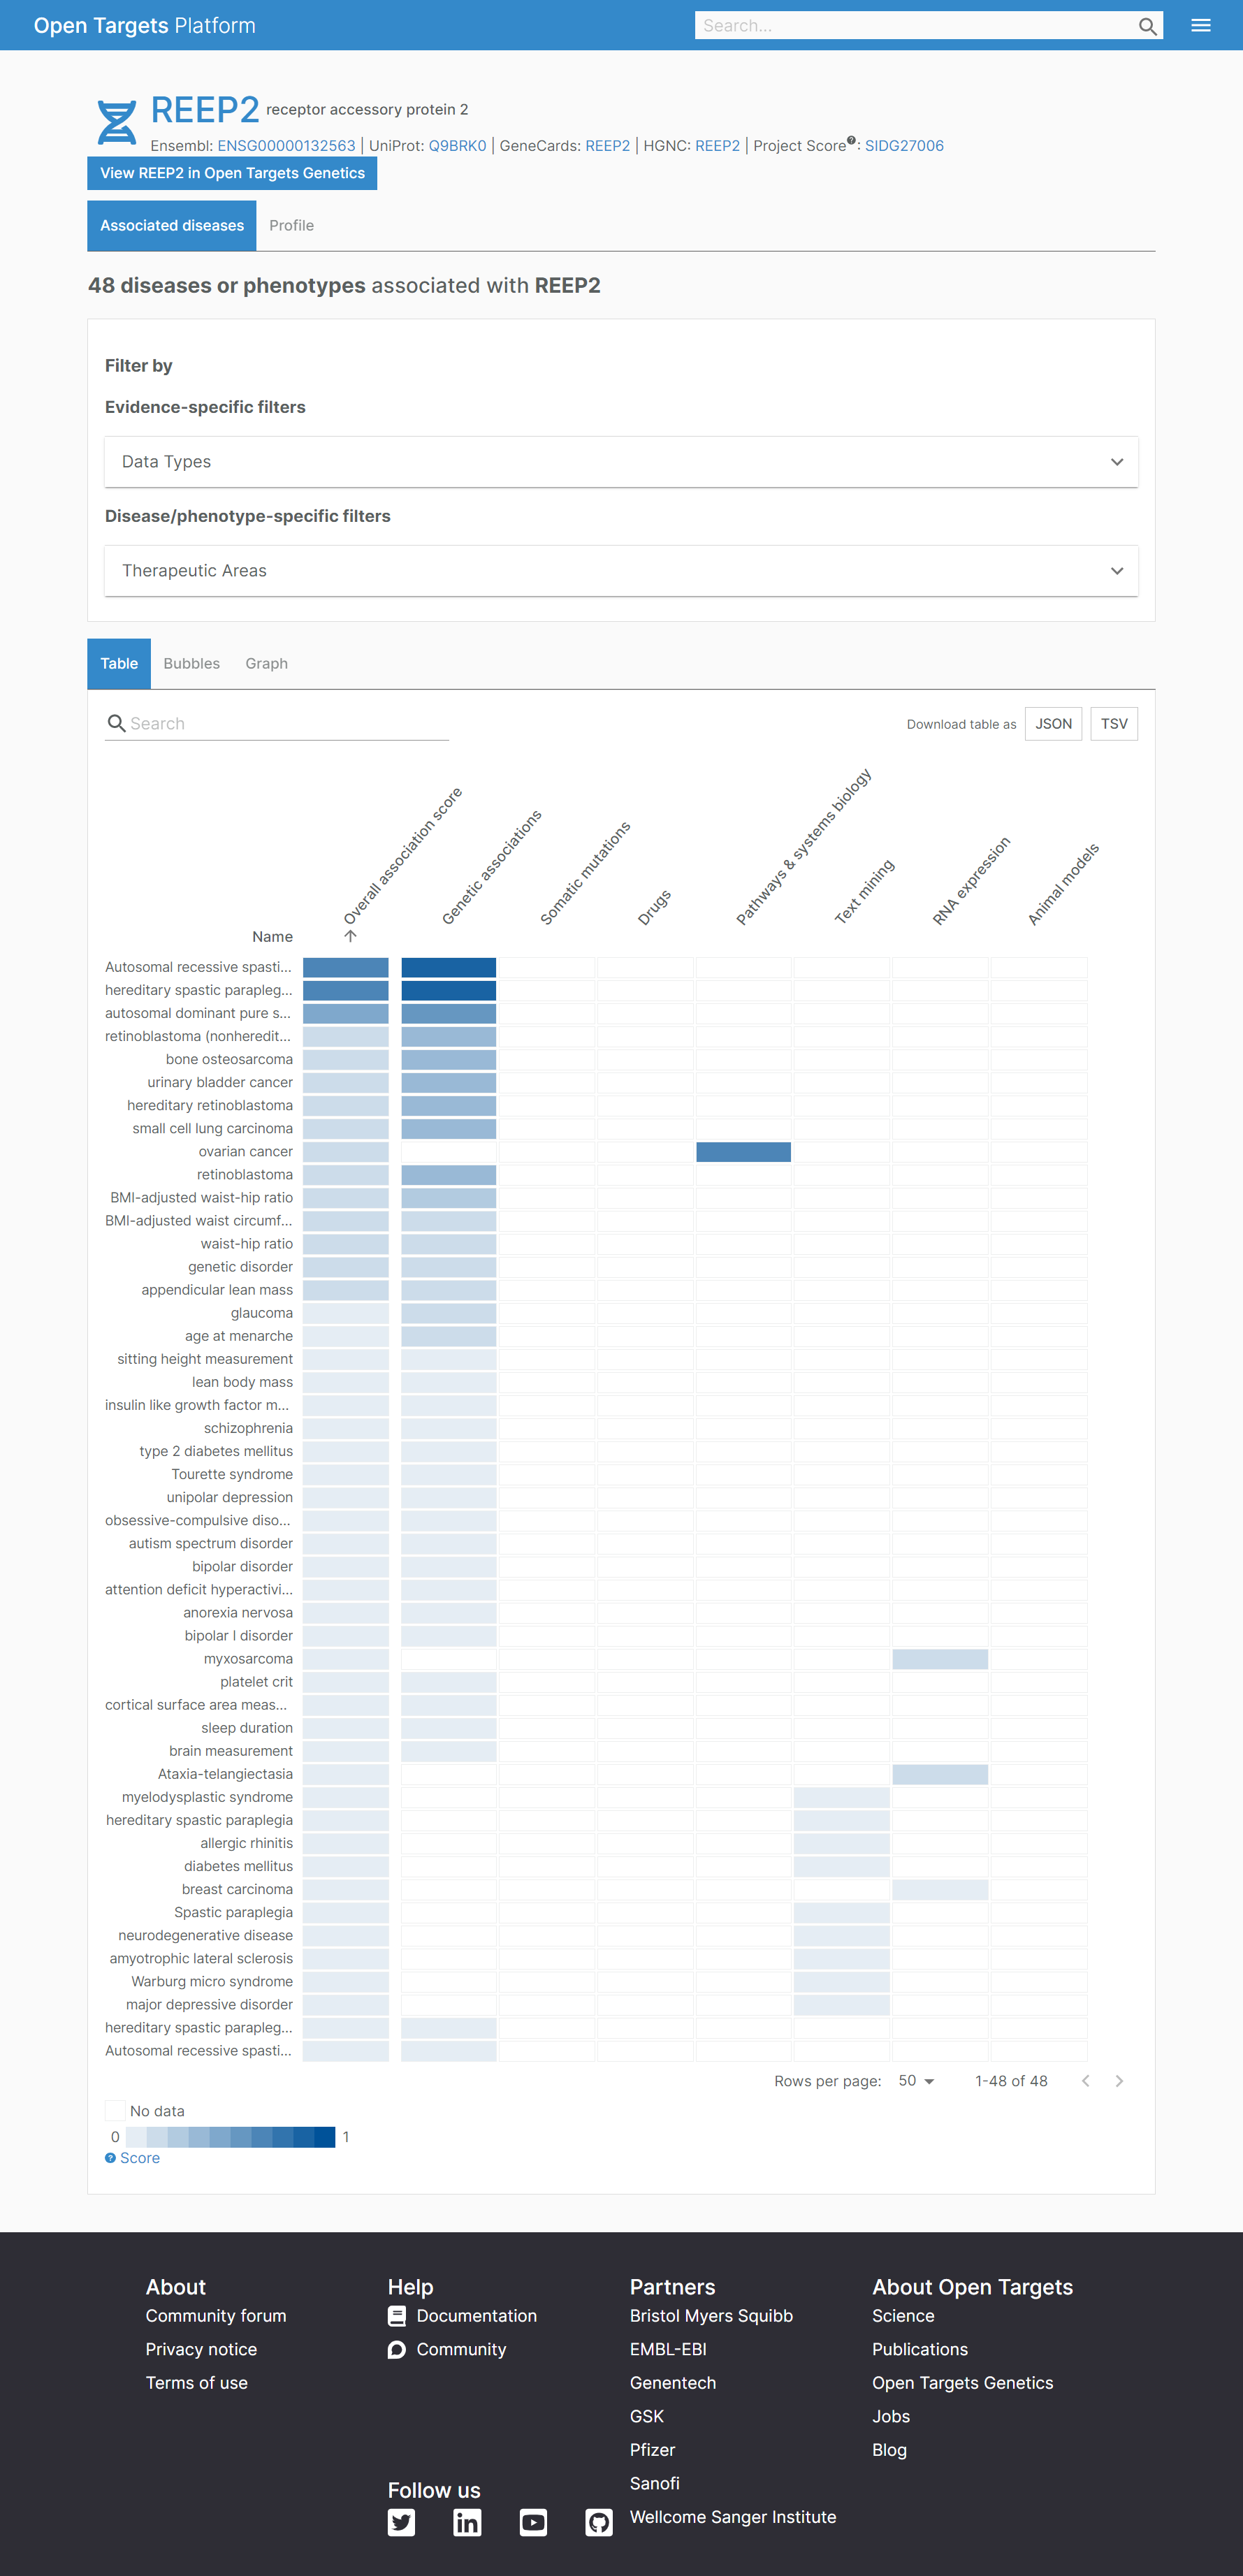 Open Targets Platform
Search...
REEP2 receptor accessory protein 2
Ensembl: ENSG00000132563 | UniProt: Q9BRK0 | GeneCards: REEP2 | HGNC: REEP2 | Project Score?: SIDG27006
View REEP2 in Open Targets Genetics
Associated diseases
Profile
48 diseases or phenotypes associated with REEP2
Filter by
Evidence-specific filters
Data Types
Disease/phenotype-specific filters
Therapeutic Areas
Table
Bubbles
Graph
Search
Download table as
JSON
TSV
Name
Overall association score
Genetic associations
Somatic mutations
Drugs
Pathways & systems biology
Text mining
RNA expression
Animal models
Autosomal recessive spasti...
hereditary spastic parapleg...
autosomal dominant pure s...
retinoblastoma (nonheredit...
bone osteosarcoma
urinary bladder cancer
hereditary retinoblastoma
small cell lung carcinoma
ovarian cancer
retinoblastoma
BMI-adjusted waist-hip ratio
BMI-adjusted waist circumf...
waist-hip ratio
genetic disorder
appendicular lean mass
glaucoma
age at menarche
sitting height measurement
lean body mass
insulin like growth factor m...
schizophrenia
type 2 diabetes mellitus
Tourette syndrome
unipolar depression
obsessive-compulsive diso...
autism spectrum disorder
bipolar disorder
attention deficit hyperactivi...
anorexia nervosa
bipolar I disorder
myxosarcoma
platelet crit
cortical surface area meas...
sleep duration
brain measurement
Ataxia-telangiectasia
myelodysplastic syndrome
hereditary spastic paraplegia
allergic rhinitis
diabetes mellitus
breast carcinoma
Spastic paraplegia
neurodegenerative disease
amyotrophic lateral sclerosis
Warburg micro syndrome
major depressive disorder
hereditary spastic parapleg...
Autosomal recessive spasti...
Rows per page: 50
1-48 of 48
No data
0
1
? Score
About
Community forum
Privacy notice
Terms of use
Help
Documentation
Community
Follow us
Partners
Bristol Myers Squibb
EMBL-EBI
Genentech
GSK
Pfizer
Sanofi
Wellcome Sanger Institute
About Open Targets
Science
Publications
Open Targets Genetics
Jobs
Blog